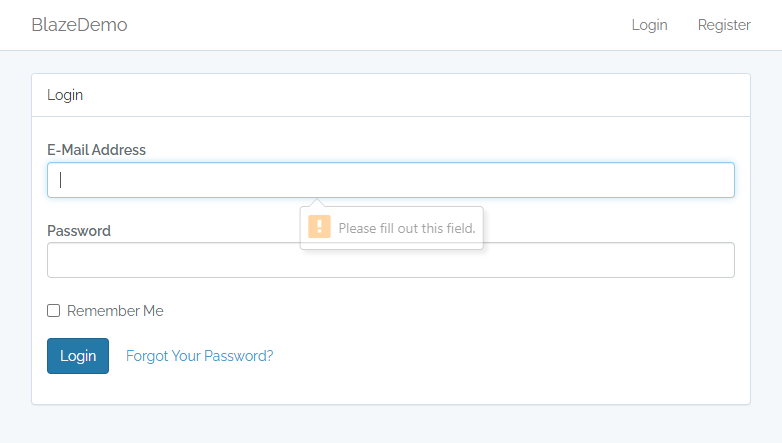 BlazeDemo
Login Register
Login
E-Mail Address
Please fill out this field.
Password
Remember Me
Login Forgot Your Password?